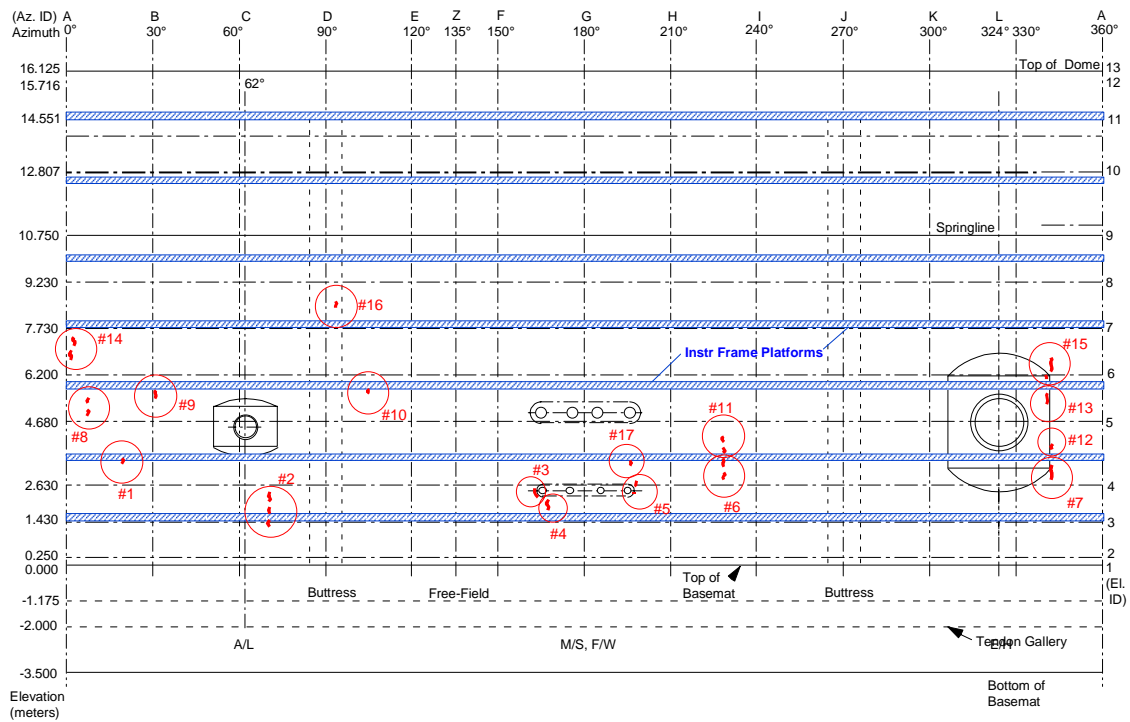 (Az. ID) A B C D E Z F G H I J K L A
Azimuth 0° 30° 60° 90° 120° 135° 150° 180° 210° 240° 270° 300° 324° 330° 360°
16.125 Top of Dome 13
15.716 62° 12
14.551 11
12.807 10
Springline
10.750 9
9.230 8
#16
7.730 7
#14 #15
Instr Frame Platforms
6.200 6
#9 #10 #13
#8 #11
4.680 5
#17 #12
#1 #2 #3
2.630 4
#5 #6 #7
#4
1.430 3
0.250 2
0.000 1
Top of
Basemat
(El.
ID)
-1.175 Buttress Free-Field Buttress
-2.000
Tendon Gallery
A/L M/S, F/W E/H
-3.500
Elevation
(meters)
Bottom of
Basemat